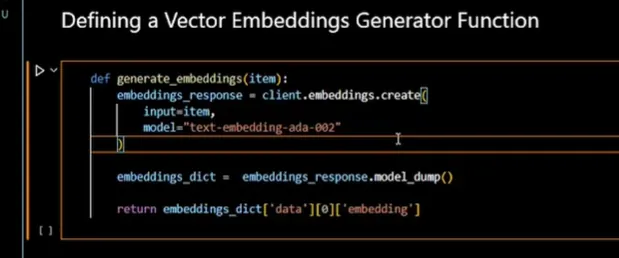 U
Defining a Vector Embeddings Generator Function
def generate_embeddings(item):
    embeddings_response = client.embeddings.create(
        input=item,
        model="text-embedding-ada-002"
    )
    embeddings_dict =  embeddings_response.model_dump()
    return embeddings_dict['data'][0]['embedding']
[ ]